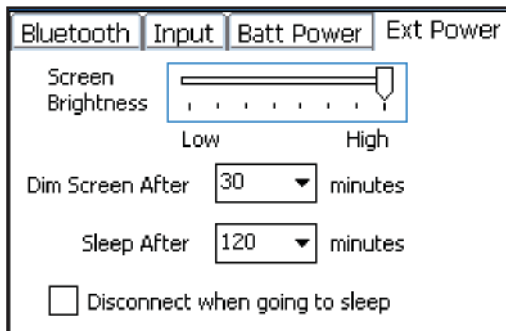 Bluetooth Input Batt Power Ext Power
Screen
Brightness
Low High
Dim Screen After 30 minutes
Sleep After 120 minutes
Disconnect when going to sleep